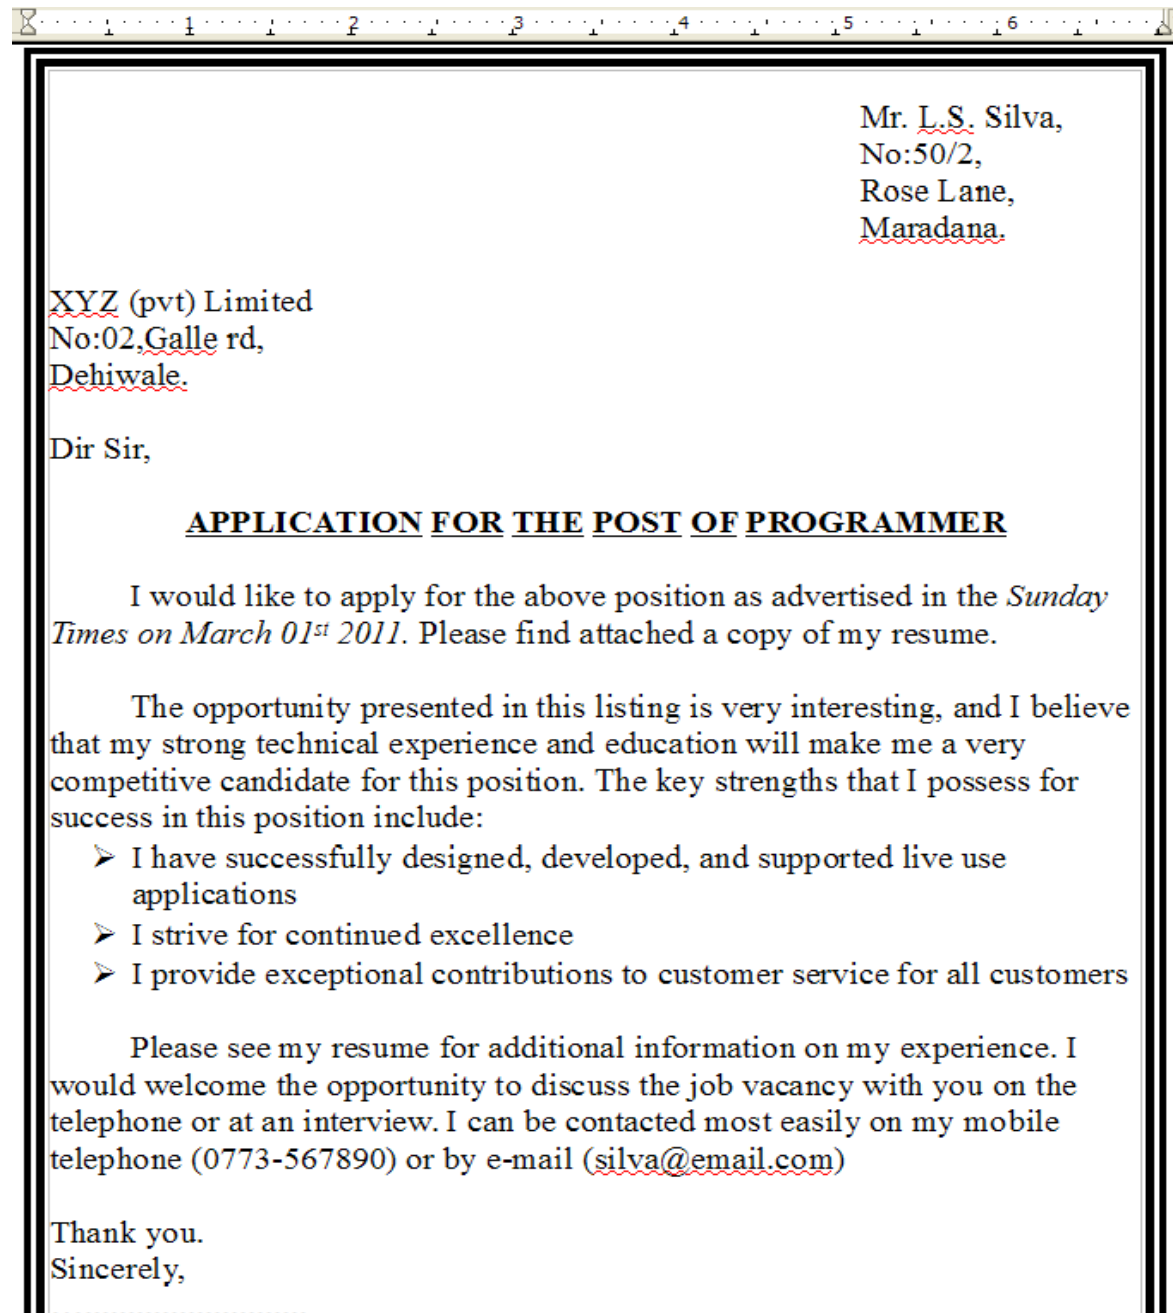 1 2 3 4 5 6
Mr. L.S. Silva,
No:50/2,
Rose Lane,
Maradana.
XYZ (pvt) Limited
No:02,Galle rd,
Dehiwale.
Dir Sir,
APPLICATION FOR THE POST OF PROGRAMMER
I would like to apply for the above position as advertised in the Sunday
Times on March 01st 2011. Please find attached a copy of my resume.
The opportunity presented in this listing is very interesting, and I believe
that my strong technical experience and education will make me a very
competitive candidate for this position. The key strengths that I possess for
success in this position include:
➢ I have successfully designed, developed, and supported live use
applications
➢ I strive for continued excellence
➢ I provide exceptional contributions to customer service for all customers
Please see my resume for additional information on my experience. I
would welcome the opportunity to discuss the job vacancy with you on the
telephone or at an interview. I can be contacted most easily on my mobile
telephone (0773-567890) or by e-mail (silva@email.com)
Thank you.
Sincerely,